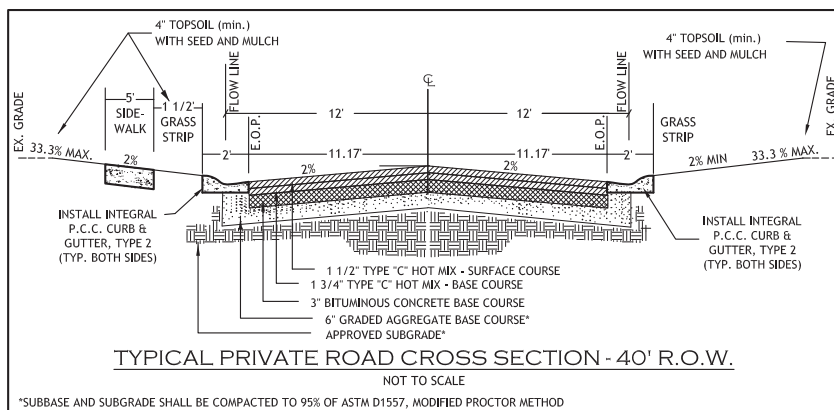 4" TOPSOIL (min.)
WITH SEED AND MULCH
4" TOPSOIL (min.)
WITH SEED AND MULCH
EX. GRADE
FLOW LINE
℄
FLOW LINE
EX. GRADE
5'
SIDE-
WALK
1 1/2'
GRASS
STRIP
12'
12'
E.O.P.
E.O.P.
GRASS
STRIP
33.3% MAX.
2%
2'
11.17'
11.17'
2'
2%
2%
2% MIN
33.3 % MAX.
INSTALL INTEGRAL
P.C.C. CURB &
GUTTER, TYPE 2
(TYP. BOTH SIDES)
INSTALL INTEGRAL
P.C.C. CURB &
GUTTER, TYPE 2
(TYP. BOTH SIDES)
1 1/2" TYPE "C" HOT MIX - SURFACE COURSE
1 3/4" TYPE "C" HOT MIX - BASE COURSE
3" BITUMINOUS CONCRETE BASE COURSE
6" GRADED AGGREGATE BASE COURSE*
APPROVED SUBGRADE*
TYPICAL PRIVATE ROAD CROSS SECTION - 40' R.O.W.
NOT TO SCALE
*SUBBASE AND SUBGRADE SHALL BE COMPACTED TO 95% OF ASTM D1557, MODIFIED PROCTOR METHOD